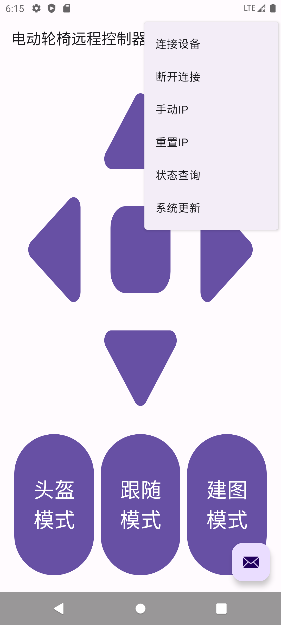 6:15
LTE
电动轮椅远程控制器
连接设备
断开连接
手动IP
重置IP
状态查询
系统更新
头盔
模式
跟随
模式
建图
模式